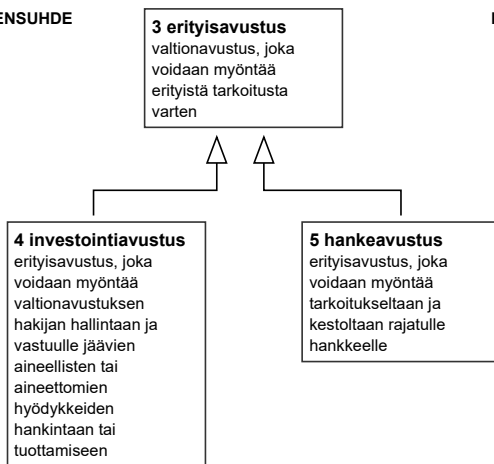 ENSUHDE
3 erityisavustus
valtionavustus, joka
voidaan myöntää
erityistä tarkoitusta
varten
4 investointiavustus
erityisavustus, joka
voidaan myöntää
valtionavustuksen
hakijan hallintaan ja
vastuulle jäävien
aineellisten tai
aineettomien
hyödykkeiden
hankintaan tai
tuottamiseen
5 hankeavustus
erityisavustus, joka
voidaan myöntää
tarkoitukseltaan ja
kestoltaan rajatulle
hankkeelle